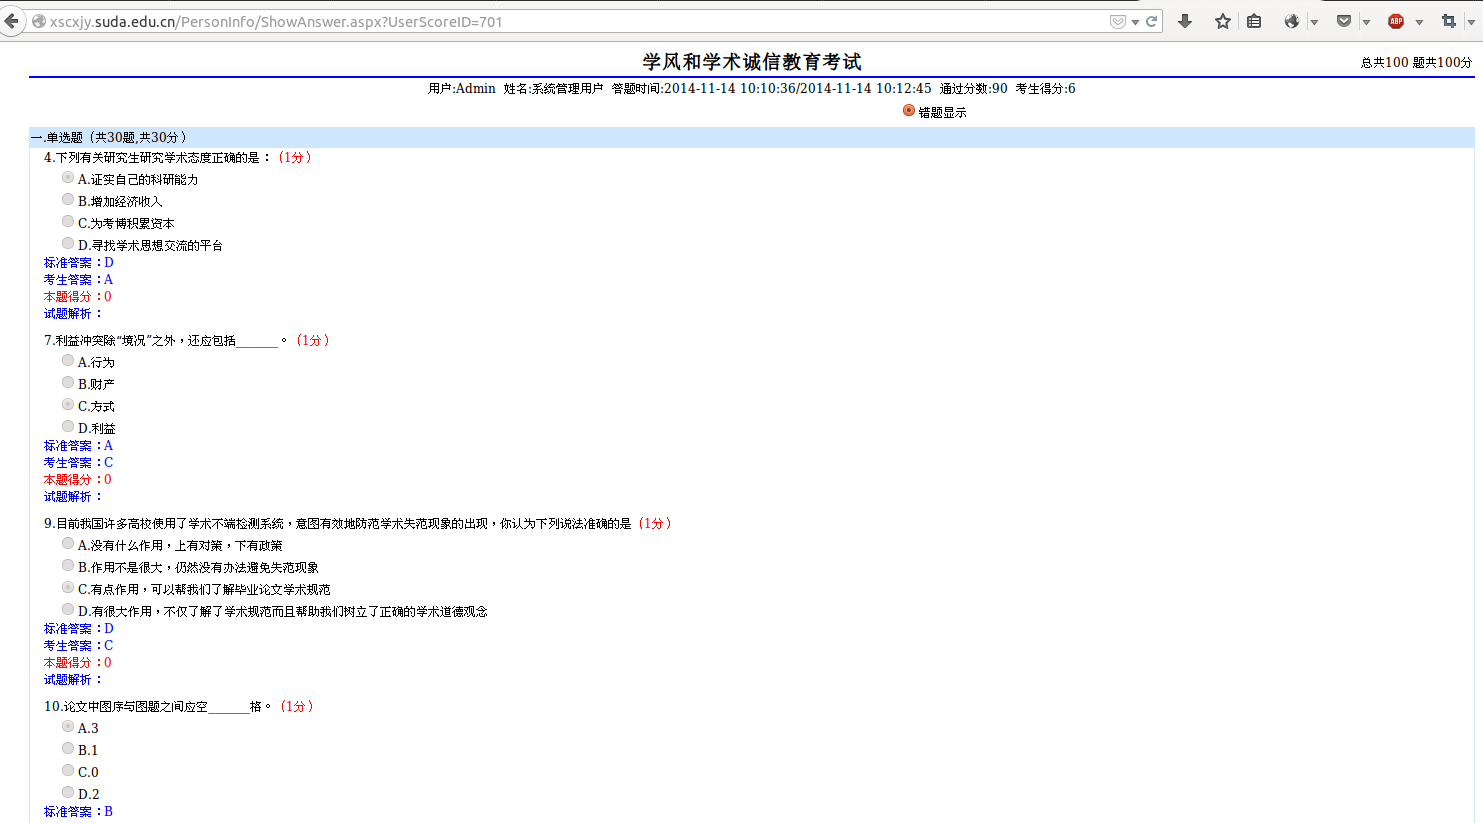 xscxjy.suda.edu.cn/PersonInfo/ShowAnswer.aspx?UserScoreID=701
ABP
学风和学术诚信教育考试
总共100 题共100分
用户:Admin 姓名:系统管理用户 答题时间:2014-11-14 10:10:36/2014-11-14 10:12:45 通过分数:90 考生得分:6
错题显示
一.单选题（共30题,共30分）
4.下列有关研究生研究学术态度正确的是：（1分）
A.证实自己的科研能力
B.增加经济收入
C.为考博积累资本
D.寻找学术思想交流的平台
标准答案：D
考生答案：A
本题得分：0
试题解析：
7.利益冲突除“境况”之外，还应包括______。（1分）
A.行为
B.财产
C.方式
D.利益
标准答案：A
考生答案：C
本题得分：0
试题解析：
9.目前我国许多高校使用了学术不端检测系统，意图有效地防范学术失范现象的出现，你认为下列说法准确的是（1分）
A.没有什么作用，上有对策，下有政策
B.作用不是很大，仍然没有办法避免失范现象
C.有点作用，可以帮我们了解毕业论文学术规范
D.有很大作用，不仅了解了学术规范而且帮助我们树立了正确的学术道德观念
标准答案：D
考生答案：C
本题得分：0
试题解析：
10.论文中图序与图题之间应空______格。（1分）
A.3
B.1
C.0
D.2
标准答案：B